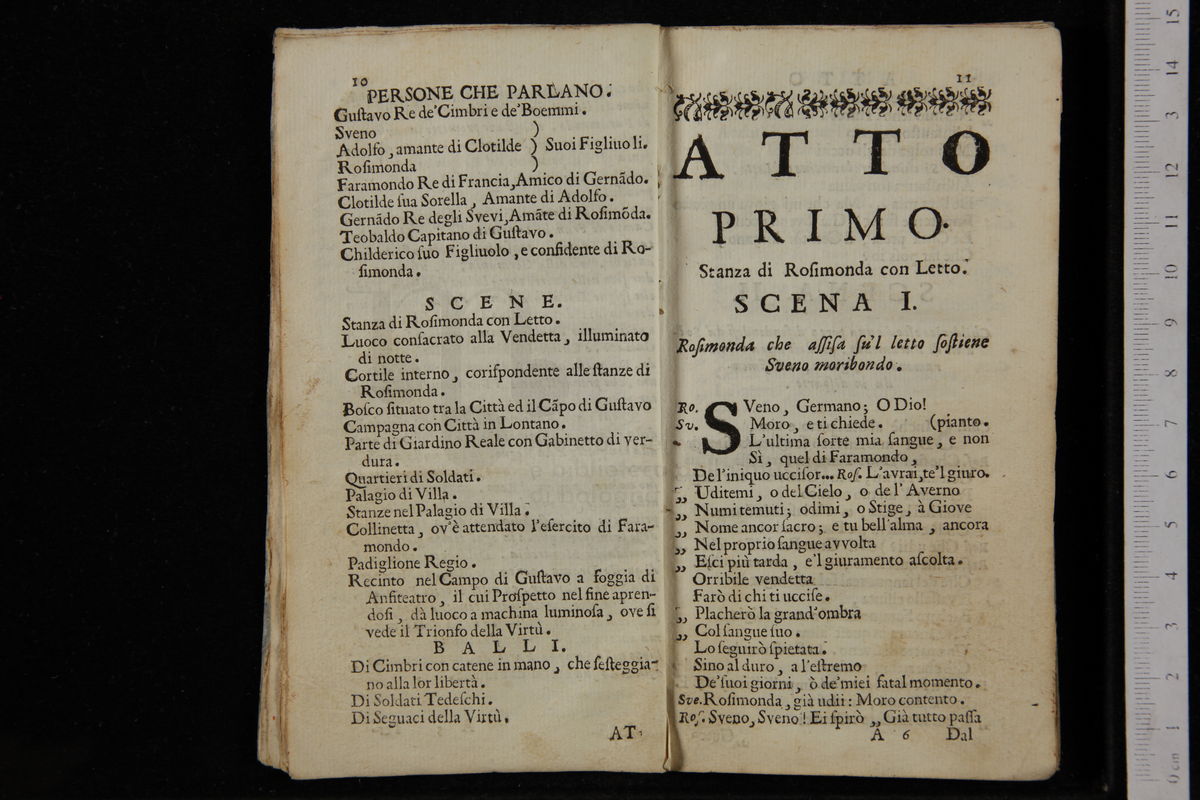 10
PERSONE CHE PARLANO.
Guſtavo Re de' Cimbri e de' Boemmi.
Sveno )
Adolfo, amante di Clotilde ) Suoi Figliuoli.
Roſimonda )
Faramondo Re di Francia, Amico di Gernãdo.
Clotilde ſua Sorella, Amante di Adolfo.
Gernãdo Re degli Svevi, Amãte di Roſimõda.
Teobaldo Capitano di Guſtavo.
Childerico ſuo Figliuolo, e confidente di Ro-
ſimonda.
SCENE.
Stanza di Roſimonda con Letto.
Luoco conſacrato alla Vendetta, illuminato
di notte.
Cortile interno, coriſpondente alle ſtanze di
Roſimonda.
Boſco ſituato tra la Città ed il Cãpo di Guſtavo
Campagna con Città in Lontano.
Parte di Giardino Reale con Gabinetto di ver-
dura.
Quartieri di Soldati.
Palagio di Villa.
Stanze nel Palagio di Villa.
Collinetta, ov'è attendato l'eſercito di Fara-
mondo.
Padiglione Regio.
Recinto nel Campo di Guſtavo a foggia di
Anfiteatro, il cui Proſpetto nel fine apren-
doſi, dà luoco a machina luminoſa, ove ſi
vede il Trionfo della Virtù.
BALLI.
Di Cimbri con catene in mano, che feſteggia-
no alla lor libertà.
Di Soldati Tedeſchi.
Di Seguaci della Virtù.
AT-
11
ATTO
PRIMO.
Stanza di Roſimonda con Letto.
SCENA I.
Roſimonda che aſſiſa ſu'l letto ſoſtiene
Sveno moribondo.
Ro. SVeno, Germano; O Dio!
Sv. Moro, e ti chiede. (pianto.
L'ultima ſorte mia ſangue, e non
Sì, quel di Faramondo,
De l'iniquo ucciſor... Roſ. L'avrai, te'l giuro.
„ Uditemi, o del Cielo, o de l'Averno
„ Numi temuti; odimi, o Stige, à Giove
„ Nome ancor ſacro; e tu bell'alma, ancora
„ Nel proprio ſangue avvolta
„ Eſci più tarda, e'l giuramento aſcolta.
Orribile vendetta
Farò di chi ti ucciſe.
„ Placherò la grand'ombra
„ Col ſangue ſuo.
Lo ſeguirò ſpietata.
Sino al duro, a l'eſtremo
De' ſuoi giorni, ò de' miei fatal momento.
Sve. Roſimonda, già udii: Moro contento.
Roſ. Sveno, Sveno! Ei ſpirò „ Già tutto paſſa
A 6 Dal